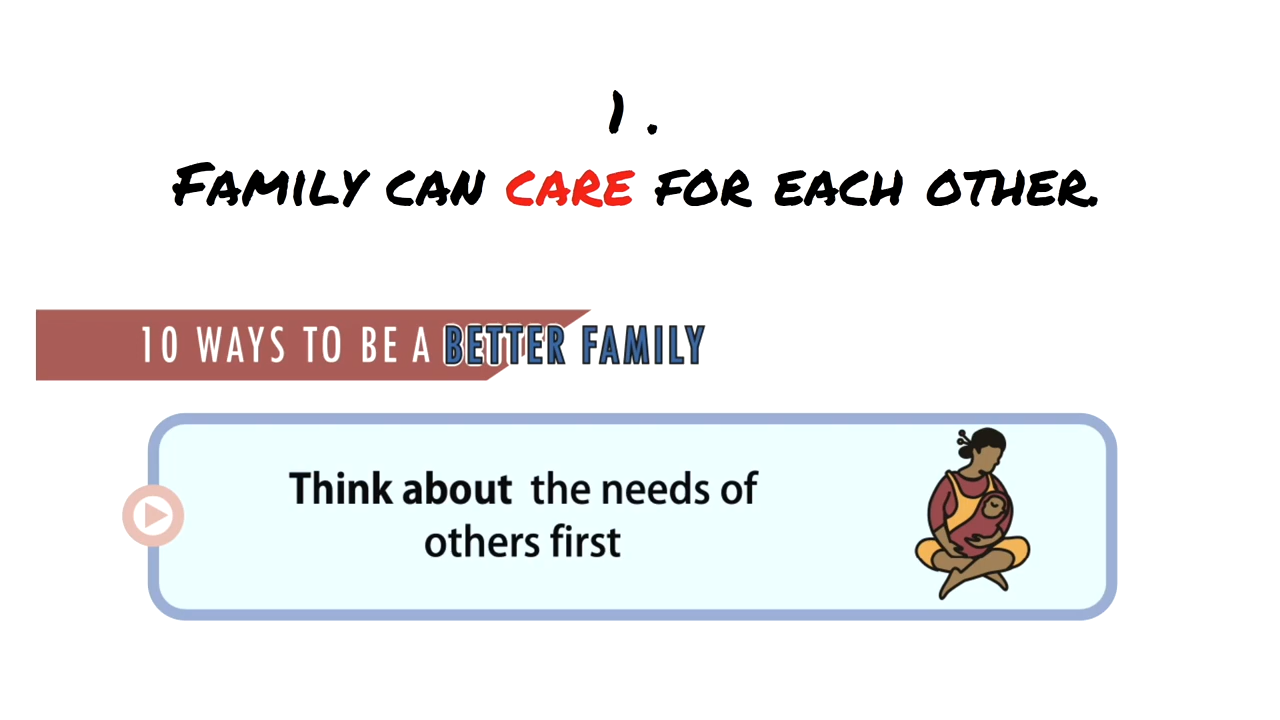 1.
FAMILY CAN CARE FOR EACH OTHER.
10 WAYS TO BE A BETTER FAMILY
Think about the needs of
others first